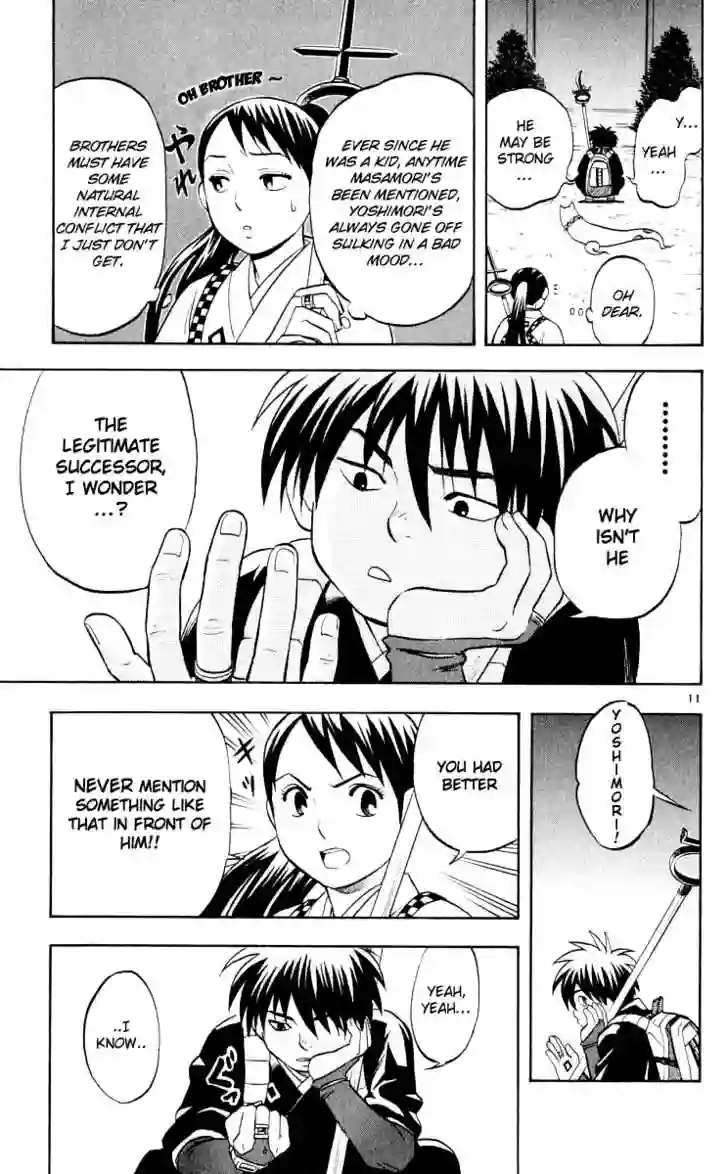 Y...
YEAH
...
HE
MAY BE
STRONG
...
OH
DEAR.
OH BROTHER ~
やれ
EVER SINCE HE
WAS A KID, ANYTIME
MASAMORI'S
BEEN MENTIONED,
YOSHIMORI'S
ALWAYS GONE OFF
SULKING IN A BAD
MOOD...
BROTHERS
MUST HAVE
SOME
NATURAL
INTERNAL
CONFLICT THAT
I JUST DON'T
GET.
.........
WHY
ISN'T
HE
THE
LEGITIMATE
SUCCESSOR,
I WONDER
...?
11
YOSHIMORI!
YOU HAD
BETTER
NEVER MENTION
SOMETHING LIKE
THAT IN FRONT OF
HIM!!
YEAH,
YEAH...
..I
KNOW..